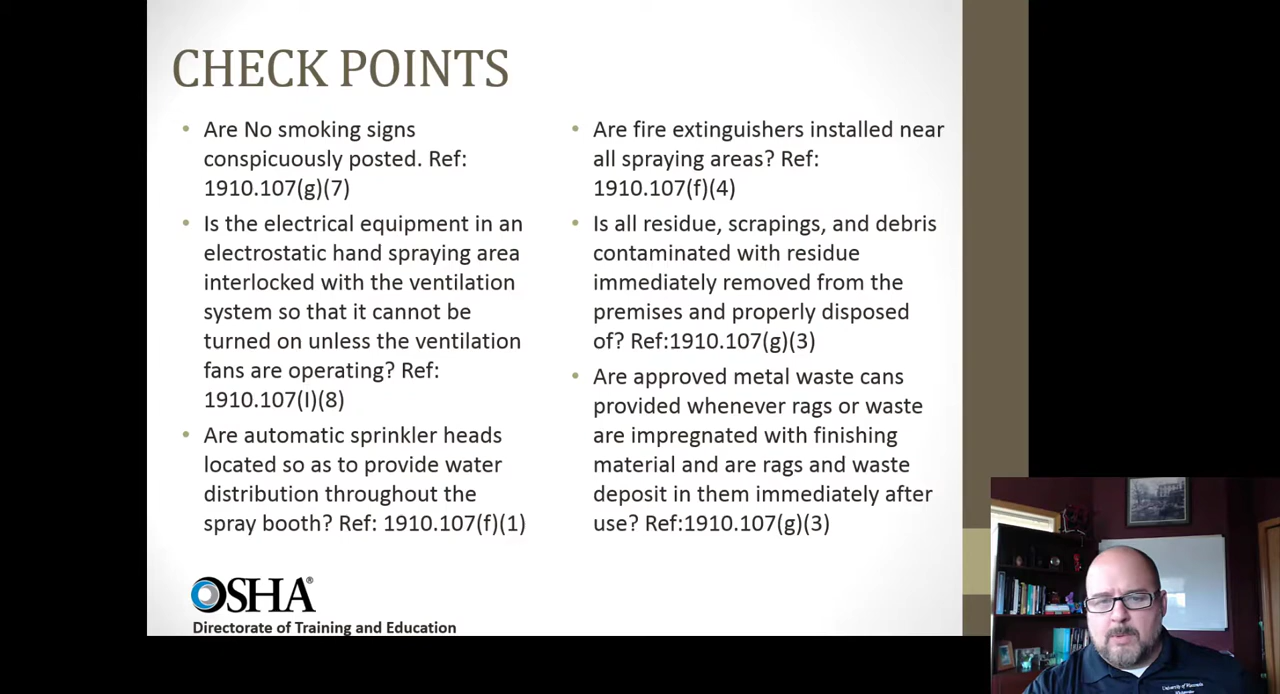 CHECK POINTS
• Are No smoking signs
conspicuously posted. Ref:
1910.107(g)(7)
• Is the electrical equipment in an
electrostatic hand spraying area
interlocked with the ventilation
system so that it cannot be
turned on unless the ventilation
fans are operating? Ref:
1910.107(I)(8)
• Are automatic sprinkler heads
located so as to provide water
distribution throughout the
spray booth? Ref: 1910.107(f)(1)
• Are fire extinguishers installed near
all spraying areas? Ref:
1910.107(f)(4)
• Is all residue, scrapings, and debris
contaminated with residue
immediately removed from the
premises and properly disposed
of? Ref:1910.107(g)(3)
• Are approved metal waste cans
provided whenever rags or waste
are impregnated with finishing
material and are rags and waste
deposit in them immediately after
use? Ref:1910.107(g)(3)
OSHA®
Directorate of Training and Education
University of Wisconsin